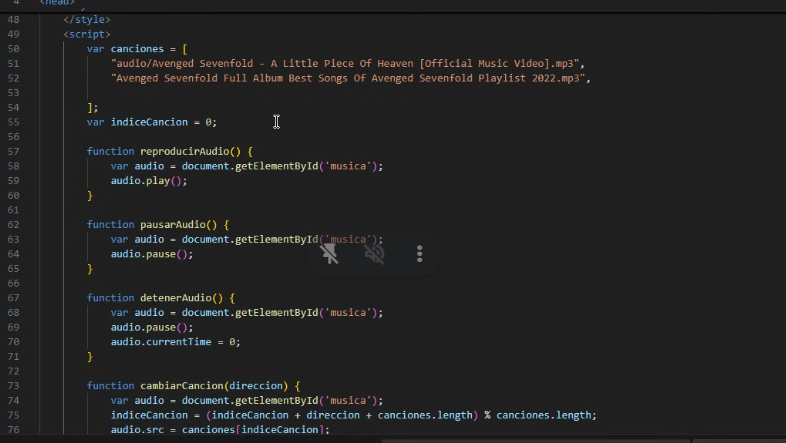 4 <head>
48 </style>
49 <script>
50 var canciones = [
51 "audio/Avenged Sevenfold - A Little Piece Of Heaven [Official Music Video].mp3",
52 "Avenged Sevenfold Full Album Best Songs Of Avenged Sevenfold Playlist 2022.mp3",
53
54 ];
55 var indiceCancion = 0;
56
57 function reproducirAudio() {
58 var audio = document.getElementById('musica');
59 audio.play();
60 }
61
62 function pausarAudio() {
63 var audio = document.getElementById('musica');
64 audio.pause();
65 }
66
67 function detenerAudio() {
68 var audio = document.getElementById('musica');
69 audio.pause();
70 audio.currentTime = 0;
71 }
72
73 function cambiarCancion(direccion) {
74 var audio = document.getElementById('musica');
75 indiceCancion = (indiceCancion + direccion + canciones.length) % canciones.length;
76 audio.src = canciones[indiceCancion];